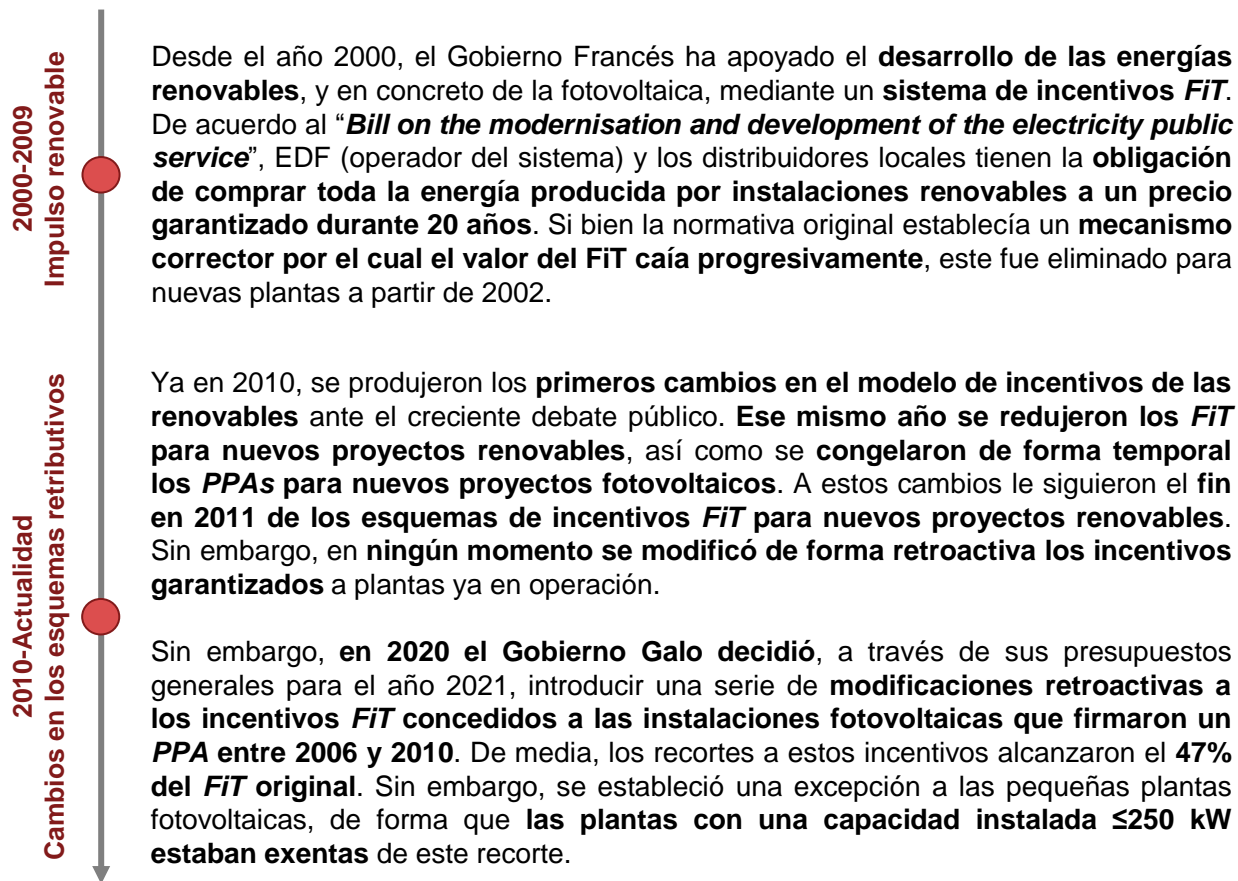 2000-2009
Impulso renovable
Desde el año 2000, el Gobierno Francés ha apoyado el desarrollo de las energías
renovables, y en concreto de la fotovoltaica, mediante un sistema de incentivos FiT.
De acuerdo al “Bill on the modernisation and development of the electricity public
service”, EDF (operador del sistema) y los distribuidores locales tienen la obligación
de comprar toda la energía producida por instalaciones renovables a un precio
garantizado durante 20 años. Si bien la normativa original establecía un mecanismo
corrector por el cual el valor del FiT caía progresivamente, este fue eliminado para
nuevas plantas a partir de 2002.
2010-Actualidad
Cambios en los esquemas retributivos
Ya en 2010, se produjeron los primeros cambios en el modelo de incentivos de las
renovables ante el creciente debate público. Ese mismo año se redujeron los FiT
para nuevos proyectos renovables, así como se congelaron de forma temporal
los PPAs para nuevos proyectos fotovoltaicos. A estos cambios le siguieron el fin
en 2011 de los esquemas de incentivos FiT para nuevos proyectos renovables.
Sin embargo, en ningún momento se modificó de forma retroactiva los incentivos
garantizados a plantas ya en operación.
Sin embargo, en 2020 el Gobierno Galo decidió, a través de sus presupuestos
generales para el año 2021, introducir una serie de modificaciones retroactivas a
los incentivos FiT concedidos a las instalaciones fotovoltaicas que firmaron un
PPA entre 2006 y 2010. De media, los recortes a estos incentivos alcanzaron el 47%
del FiT original. Sin embargo, se estableció una excepción a las pequeñas plantas
fotovoltaicas, de forma que las plantas con una capacidad instalada ≤250 kW
estaban exentas de este recorte.